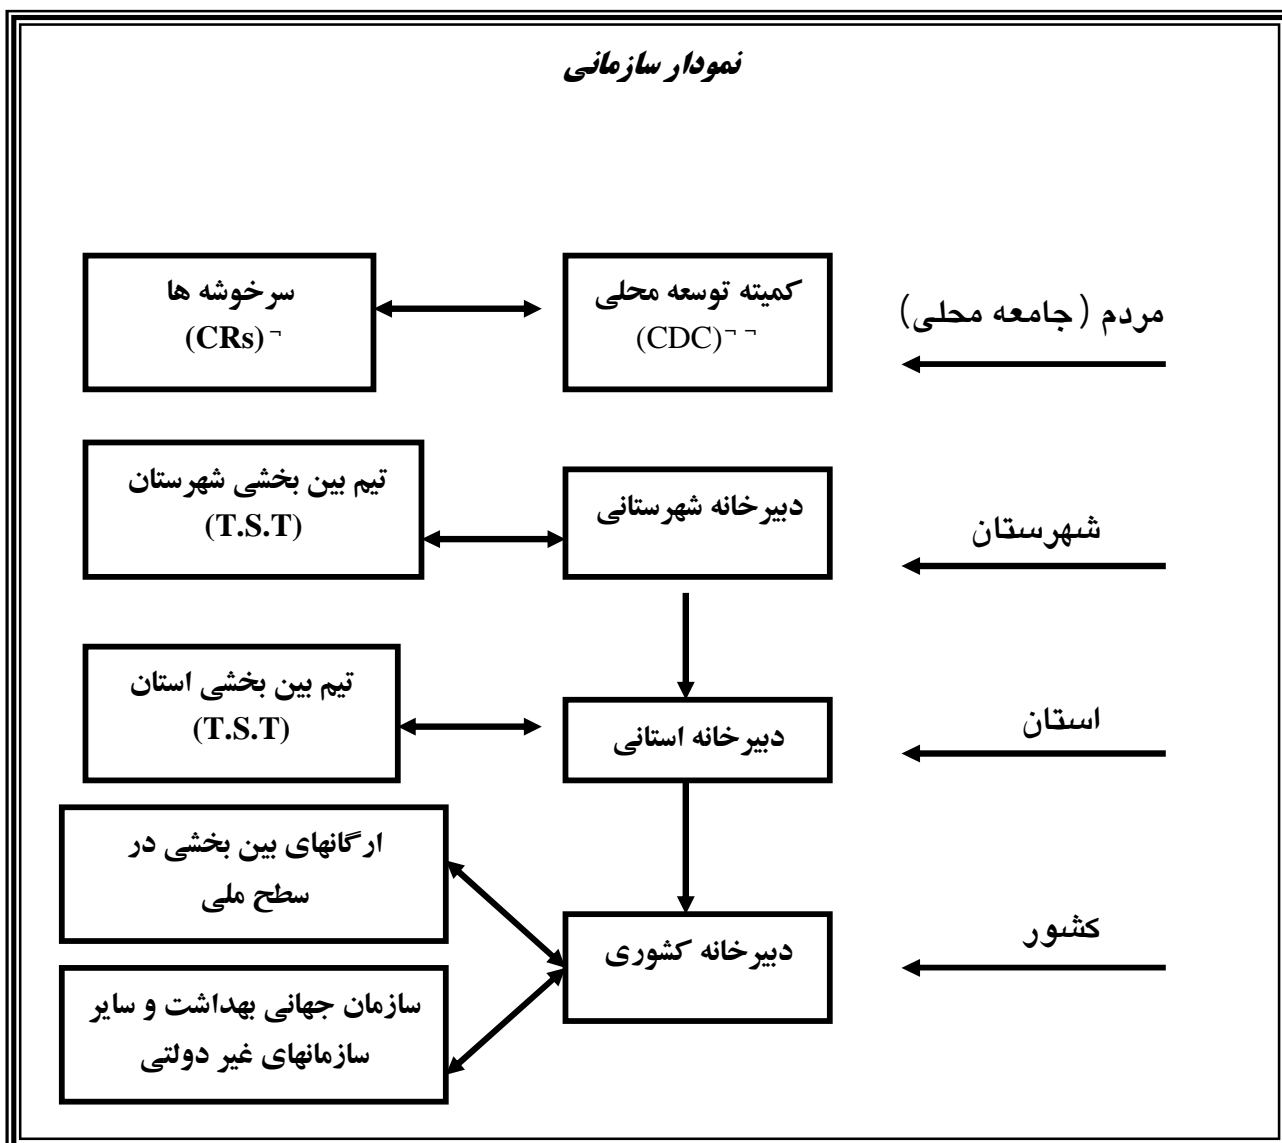 نمودار سازمانی
مردم (جامعه محلی)
کمیته توسعه محلی
(CDC)¬ ¬
سرخوشه ها
(CRs)¬
شهرستان
دبیرخانه شهرستانی
تیم بین بخشی شهرستان
(T.S.T)
استان
دبیرخانه استانی
تیم بین بخشی استان
(T.S.T)
کشور
دبیرخانه کشوری
ارگانهای بین بخشی در
سطح ملی
سازمان جهانی بهداشت و سایر
سازمانهای غیر دولتی